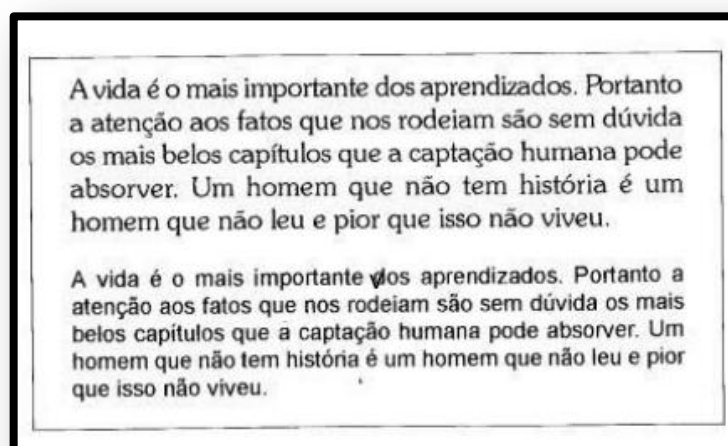 A vida é o mais importante dos aprendizados. Portanto
a atenção aos fatos que nos rodeiam são sem dúvida
os mais belos capítulos que a captação humana pode
absorver. Um homem que não tem história é um
homem que não leu e pior que isso não viveu.
A vida é o mais importante dos aprendizados. Portanto a
atenção aos fatos que nos rodeiam são sem dúvida os mais
belos capítulos que a captação humana pode absorver. Um
homem que não tem história é um homem que não leu e pior
que isso não viveu.